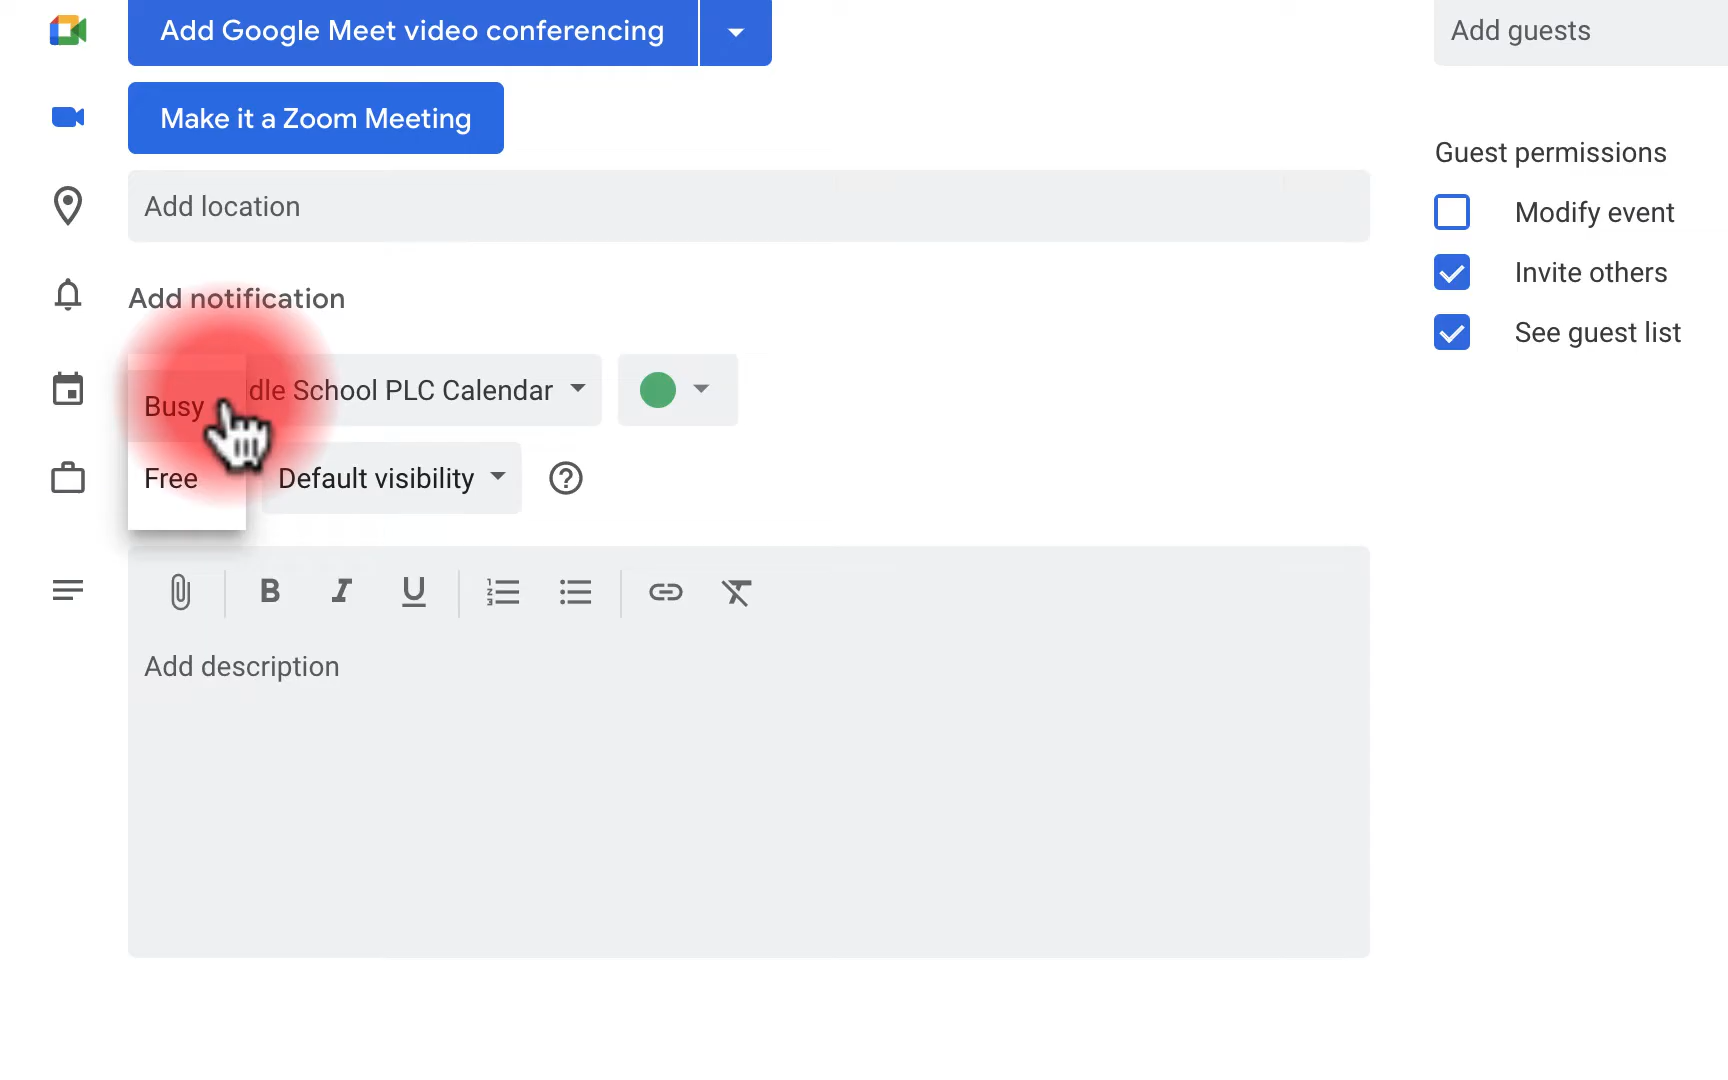 Add Google Meet video conferencing
Add guests
Make it a Zoom Meeting
Guest permissions
Add location
Modify event
Invite others
Add notification
See guest list
Busy
dle School PLC Calendar
Free
Default visibility
Add description